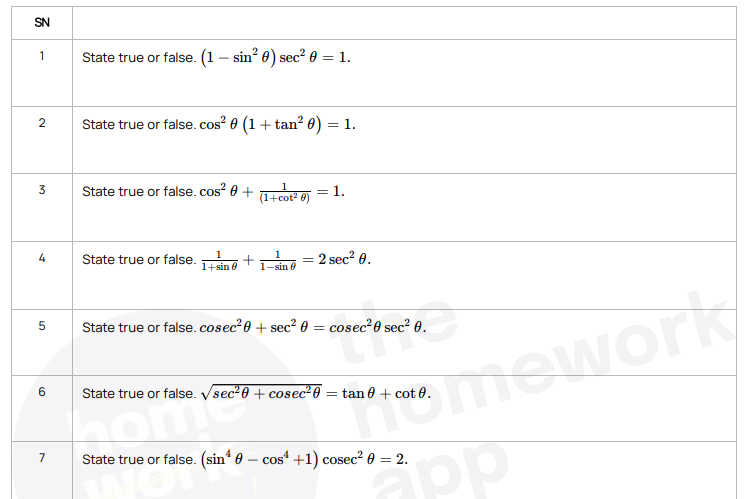 SN
1 State true or false. (1 − sin² θ) sec² θ = 1.
2 State true or false. cos² θ (1 + tan² θ) = 1.
3 State true or false. cos² θ + 1/(1+cot² θ) = 1.
4 State true or false. 1/(1+sin θ) + 1/(1−sin θ) = 2 sec² θ.
5 State true or false. cosec²θ + sec² θ = cosec²θ sec² θ.
6 State true or false. √(sec²θ + cosec²θ) = tan θ + cot θ.
7 State true or false. (sin⁴ θ − cos⁴ +1) cosec² θ = 2.
the
homework
app
home
work